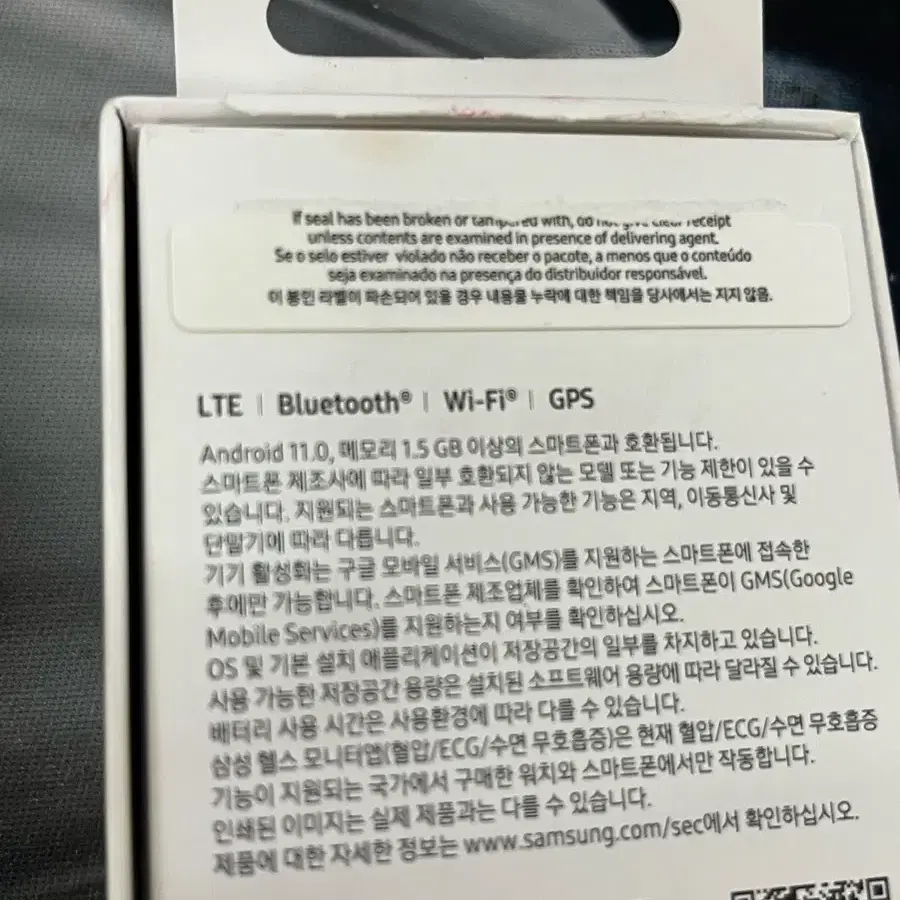 If seal has been broken or tampered with, do not give clear receipt
unless contents are examined in presence of delivering agent.
Se o selo estiver violado não receber o pacote, a menos que o conteúdo
seja examinado na presença do distribuidor responsável.
이 봉인 라벨이 파손되어 있을 경우 내용물 누락에 대한 책임을 당사에서는 지지 않음.
LTE | Bluetooth® | Wi-Fi® | GPS
Android 11.0, 메모리 1.5 GB 이상의 스마트폰과 호환됩니다.
스마트폰 제조사에 따라 일부 호환되지 않는 모델 또는 기능 제한이 있을 수
있습니다. 지원되는 스마트폰과 사용 가능한 기능은 지역, 이동통신사 및
단말기에 따라 다릅니다.
기기 활성화는 구글 모바일 서비스(GMS)를 지원하는 스마트폰에 접속한
후에만 가능합니다. 스마트폰 제조업체를 확인하여 스마트폰이 GMS(Google
Mobile Services)를 지원하는지 여부를 확인하십시오.
OS 및 기본 설치 애플리케이션이 저장공간의 일부를 차지하고 있습니다.
사용 가능한 저장공간 용량은 설치된 소프트웨어 용량에 따라 달라질 수 있습니다.
배터리 사용 시간은 사용환경에 따라 다를 수 있습니다.
삼성 헬스 모니터앱(혈압/ECG/수면 무호흡증)은 현재 혈압/ECG/수면 무호흡증
기능이 지원되는 국가에서 구매한 워치와 스마트폰에서만 작동합니다.
인쇄된 이미지는 실제 제품과는 다를 수 있습니다.
제품에 대한 자세한 정보는 www.samsung.com/sec에서 확인하십시오.